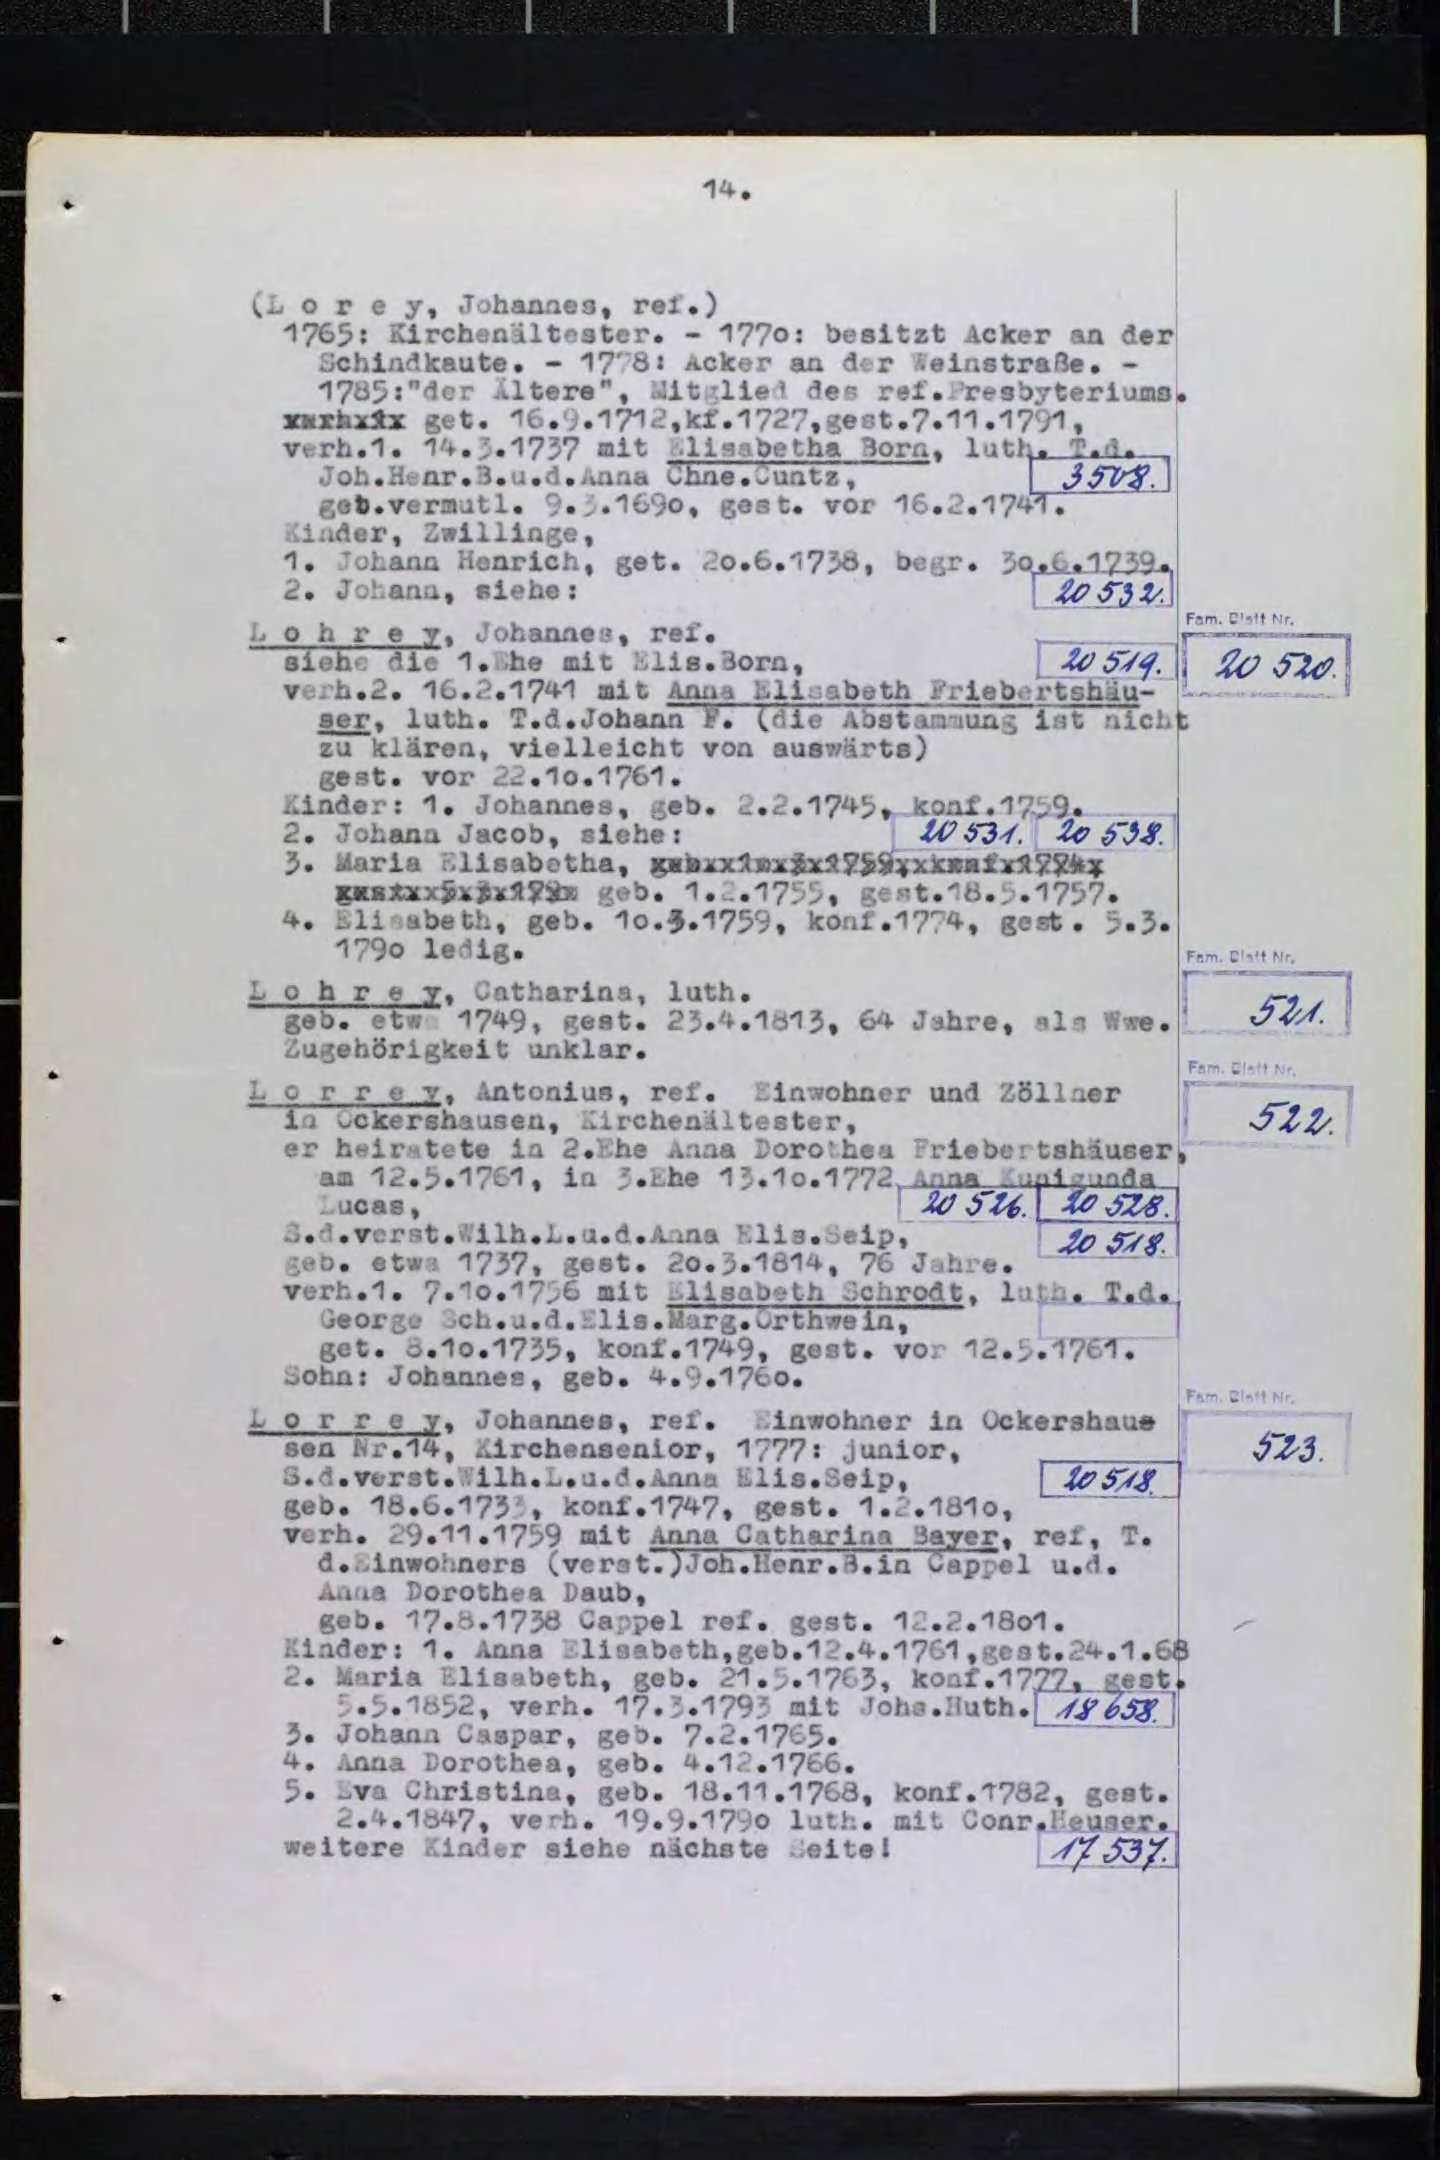 14.
(L o r e y, Johannes, ref.)
1765: Kirchenältester. - 177o: besitzt Acker an der
Schindkaute. - 1778: Acker an der Weinstraße. -
1785:"der Ältere", Mitglied des ref.Presbyteriums.
get. 16.9.1712,kf.1727,gest.7.11.1791,
verh.1. 14.3.1737 mit Elisabetha Born, luth. T.d.
Joh.Henr.B.u.d.Anna Chne.Cuntz, 3508.
geb.vermutl. 9.3.169o, gest. vor 16.2.1741.
Kinder, Zwillinge,
1. Johann Henrich, get. 2o.6.1738, begr. 3o.6.1739.
2. Johann, siehe: 20 532.
Fam. Blatt Nr.
L o h r e y, Johannes, ref.
siehe die 1.Ehe mit Elis.Born, 20 519. 20 520.
verh.2. 16.2.1741 mit Anna Elisabeth Friebertshäu-
ser, luth. T.d.Johann F. (die Abstammung ist nicht
zu klären, vielleicht von auswärts)
gest. vor 22.1o.1761.
Kinder: 1. Johannes, geb. 2.2.1745, konf.1759.
2. Johann Jacob, siehe: 20 531. 20 538.
3. Maria Elisabetha,
geb. 1.2.1755, gest.18.5.1757.
4. Elisabeth, geb. 1o.3.1759, konf.1774, gest. 5.3.
179o ledig.
Fam. Blatt Nr.
L o h r e y, Catharina, luth.
geb. etwa 1749, gest. 23.4.1813, 64 Jahre, als Wwe. 521.
Zugehörigkeit unklar.
Fam. Blatt Nr.
L o r r e y, Antonius, ref. Einwohner und Zöllner
in Ockershausen, Kirchenältester, 522.
er heiratete in 2.Ehe Anna Dorothea Friebertshäuser,
am 12.5.1761, in 3.Ehe 13.1o.1772 Anna Kunigunda
Lucas, 20 526. 20 528.
S.d.verst.Wilh.L.u.d.Anna Elis.Seip, 20 518.
geb. etwa 1737, gest. 2o.3.1814, 76 Jahre.
verh.1. 7.1o.1756 mit Elisabeth Schrodt, luth. T.d.
George Sch.u.d.Elis.Marg.Orthwein,
get. 8.1o.1735, konf.1749, gest. vor 12.5.1761.
Sohn: Johannes, geb. 4.9.176o.
Fam. Blatt Nr.
L o r r e y, Johannes, ref. Einwohner in Ockershaus
sen Nr.14, Kirchensenior, 1777: junior, 523.
S.d.verst.Wilh.L.u.d.Anna Elis.Seip, 20 518.
geb. 18.6.1733, konf.1747, gest. 1.2.181o,
verh. 29.11.1759 mit Anna Catharina Bayer, ref, T.
d.Einwohners (verst.)Joh.Henr.B.in Cappel u.d.
Anna Dorothea Daub,
geb. 17.8.1738 Cappel ref. gest. 12.2.18o1.
Kinder: 1. Anna Elisabeth,geb.12.4.1761,gest.24.1.68
2. Maria Elisabeth, geb. 21.5.1763, konf.1777, gest.
5.5.1852, verh. 17.3.1793 mit Johs.Huth. 18 658.
3. Johann Caspar, geb. 7.2.1765.
4. Anna Dorothea, geb. 4.12.1766.
5. Eva Christina, geb. 18.11.1768, konf.1782, gest.
2.4.1847, verh. 19.9.179o luth. mit Conr.Heuser.
weitere Kinder siehe nächste Seite! 17 537.